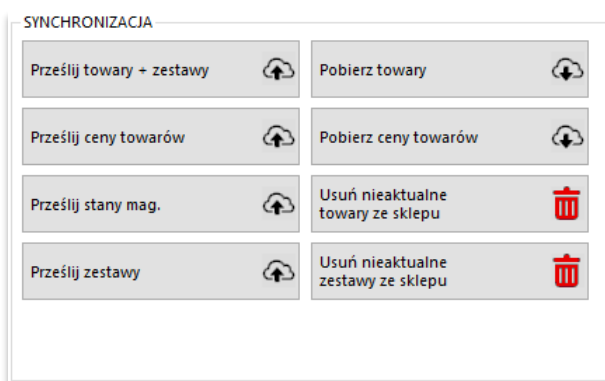 SYNCHRONIZACJA
Prześlij towary + zestawy
Pobierz towary
Prześlij ceny towarów
Pobierz ceny towarów
Prześlij stany mag.
Usuń nieaktualne
towary ze sklepu
Prześlij zestawy
Usuń nieaktualne
zestawy ze sklepu